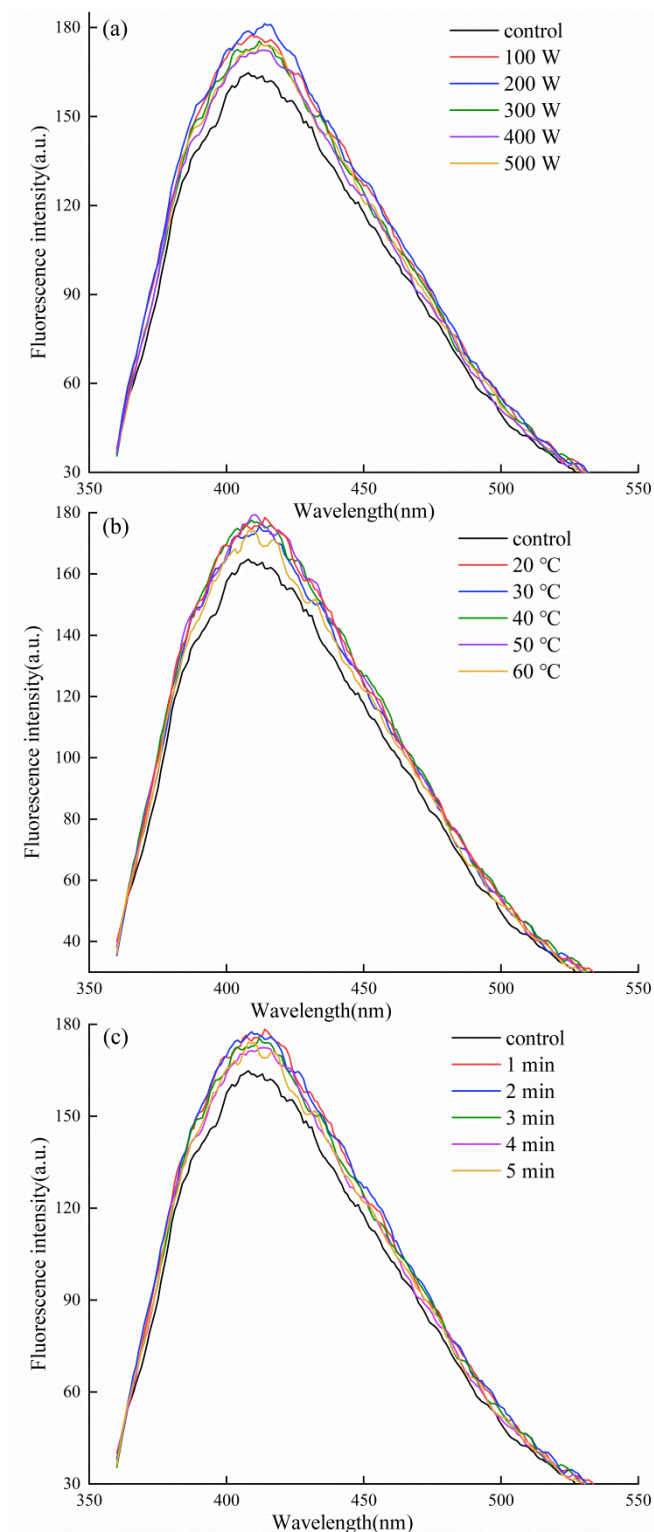 (a)
control
100 W
200 W
300 W
400 W
500 W
Fluorescence intensity(a.u.)
180
150
120
90
60
30
350
400
450
500
550
Wavelength(nm)
(b)
control
20 ℃
30 ℃
40 ℃
50 ℃
60 ℃
Fluorescence intensity(a.u.)
180
160
140
120
100
80
60
40
350
400
450
500
550
Wavelength(nm)
(c)
control
1 min
2 min
3 min
4 min
5 min
Fluorescence intensity(a.u.)
180
150
120
90
60
30
350
400
450
500
550
Wavelength(nm)